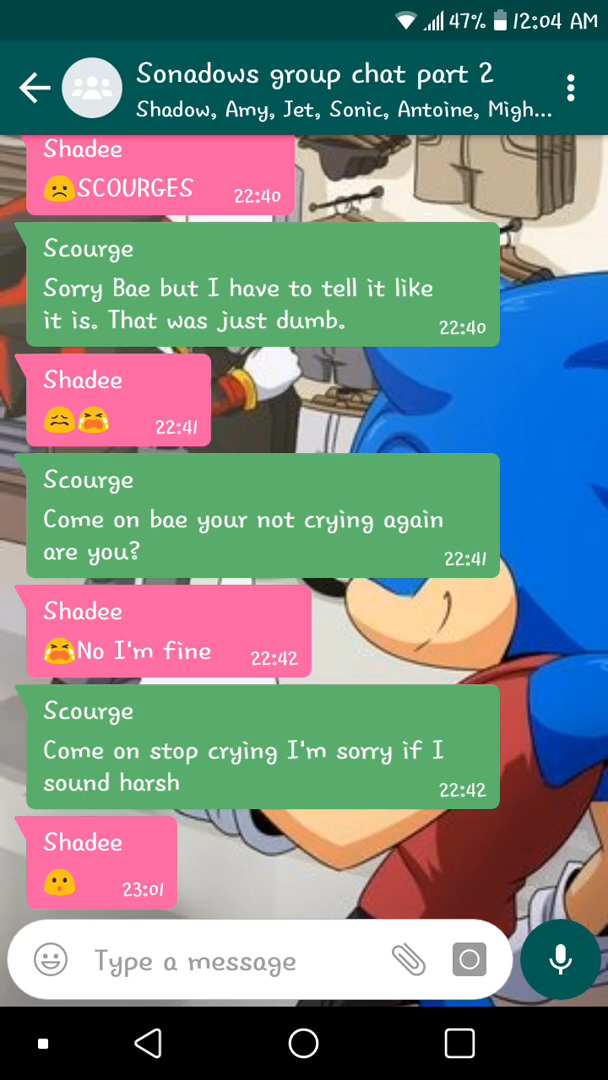 47% 12:04 AM
Sonadows group chat part 2
Shadow, Amy, Jet, Sonic, Antoine, Migh...
Shadee
☹️SCOURGES 22:40
Scourge
Sorry Bae but I have to tell it like
it is. That was just dumb. 22:40
Shadee
😖😭 22:41
Scourge
Come on bae your not crying again
are you? 22:41
Shadee
😭No I'm fine 22:42
Scourge
Come on stop crying I'm sorry if I
sound harsh 22:42
Shadee
😗 23:01
Type a message